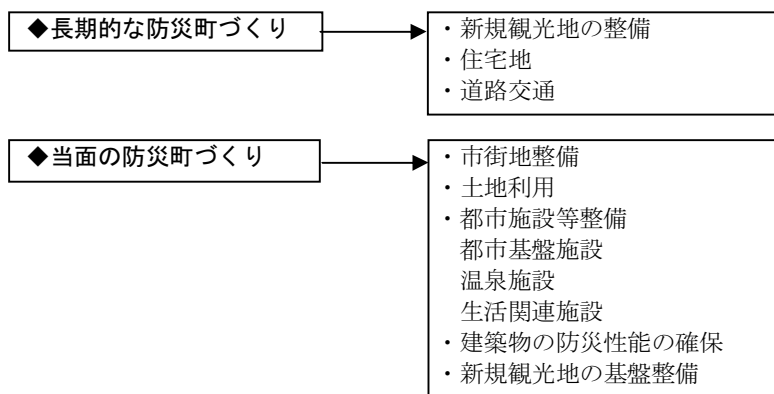 ◆長期的な防災町づくり
・新規観光地の整備
・住宅地
・道路交通
◆当面の防災町づくり
・市街地整備
・土地利用
・都市施設等整備
都市基盤施設
温泉施設
生活関連施設
・建築物の防災性能の確保
・新規観光地の基盤整備